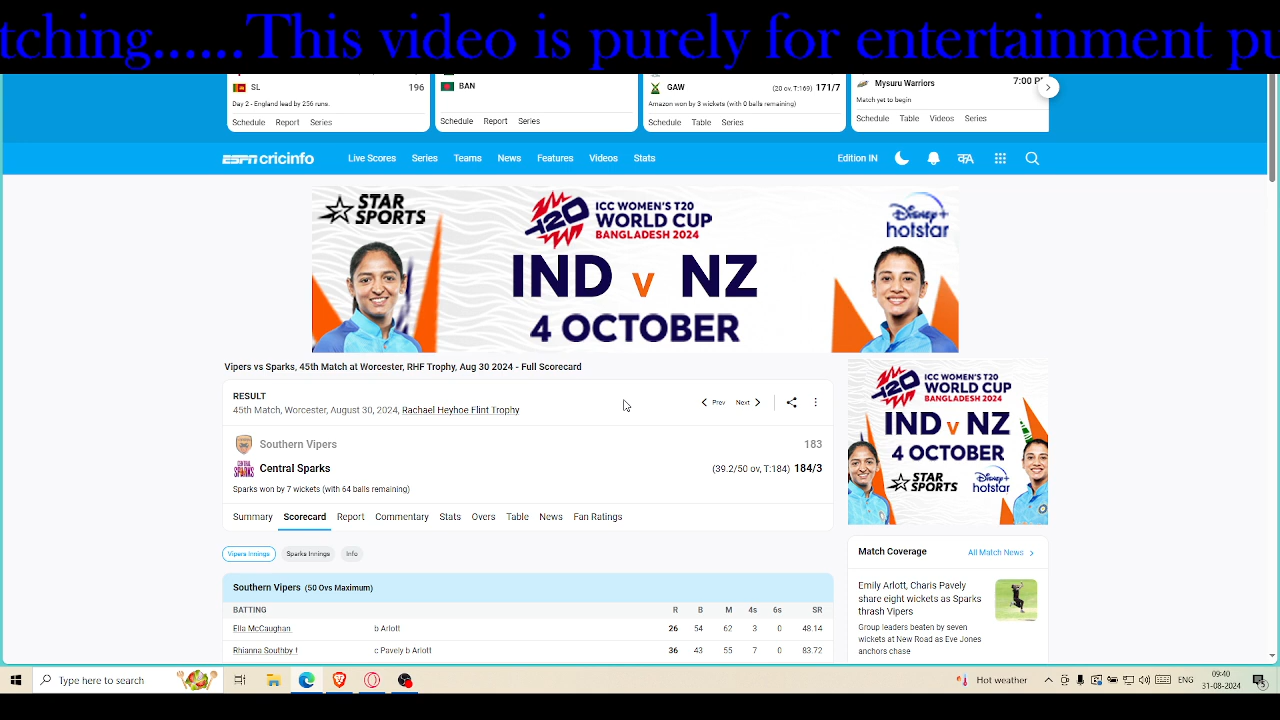 tching......This video is purely for entertainment pu
SL 196
Day 2 - England lead by 256 runs.
Schedule Report Series
BAN
Schedule Report Series
GAW (20 ov, T:169) 171/7
Amazon won by 3 wickets (with 0 balls remaining)
Schedule Table Series
Mysuru Warriors 7:00 P
Match yet to begin
Schedule Table Videos Series
ESPN cricinfo Live Scores Series Teams News Features Videos Stats Edition IN क/A
STAR SPORTS
T20
ICC WOMEN'S T20
WORLD CUP
BANGLADESH 2024
IND v NZ
4 OCTOBER
Disney+
hotstar
Vipers vs Sparks, 45th Match at Worcester, RHF Trophy, Aug 30 2024 - Full Scorecard
RESULT
45th Match, Worcester, August 30, 2024, Rachael Heyhoe Flint Trophy
Prev Next
Southern Vipers 183
CENTRAL SPARKS
Central Sparks (39.2/50 ov, T:184) 184/3
Sparks won by 7 wickets (with 64 balls remaining)
Summary Scorecard Report Commentary Stats Overs Table News Fan Ratings
Vipers Innings Sparks Innings Info
Southern Vipers (50 Ovs Maximum)
BATTING R B M 4s 6s SR
Ella McCaughan b Arlott 26 54 62 3 0 48.14
Rhianna Southby † c Pavely b Arlott 36 43 55 7 0 83.72
T20
ICC WOMEN'S T20
WORLD CUP
BANGLADESH 2024
IND v NZ
4 OCTOBER
STAR SPORTS
Disney+
hotstar
Match Coverage All Match News
Emily Arlott, Charis Pavely
share eight wickets as Sparks
thrash Vipers
Group leaders beaten by seven
wickets at New Road as Eve Jones
anchors chase
Type here to search Hot weather ENG 09:40
31-08-2024